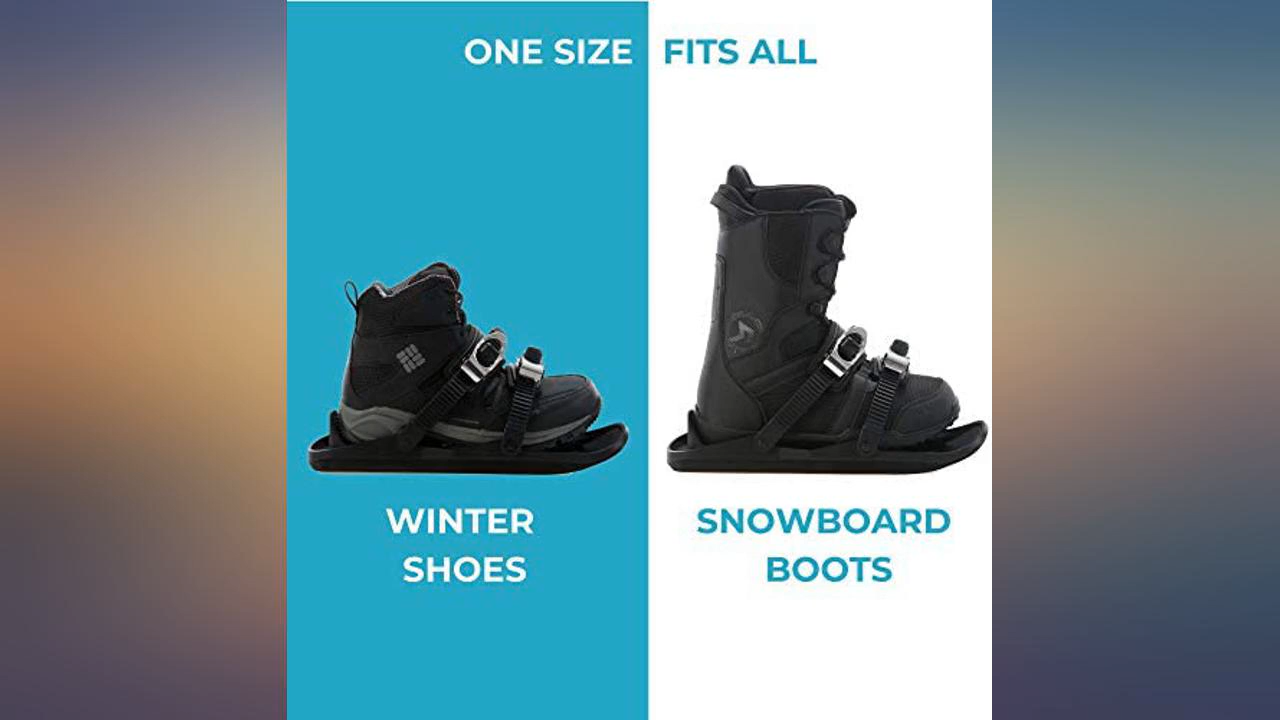 ONE SIZE FITS ALL
WINTER
SHOES
SNOWBOARD
BOOTS